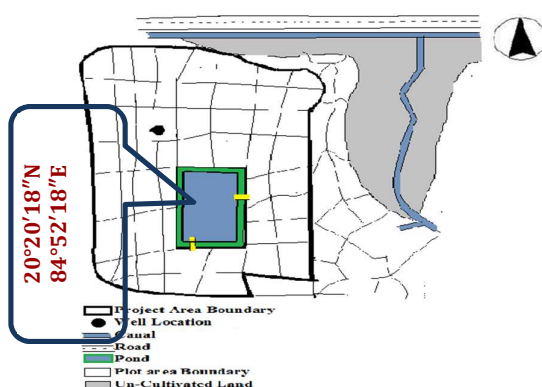 20°20'18"N
84°52'18"E
Project Area Boundary
Well Location
Canal
Road
Pond
Plot area Boundary
Un-Cultivated Land